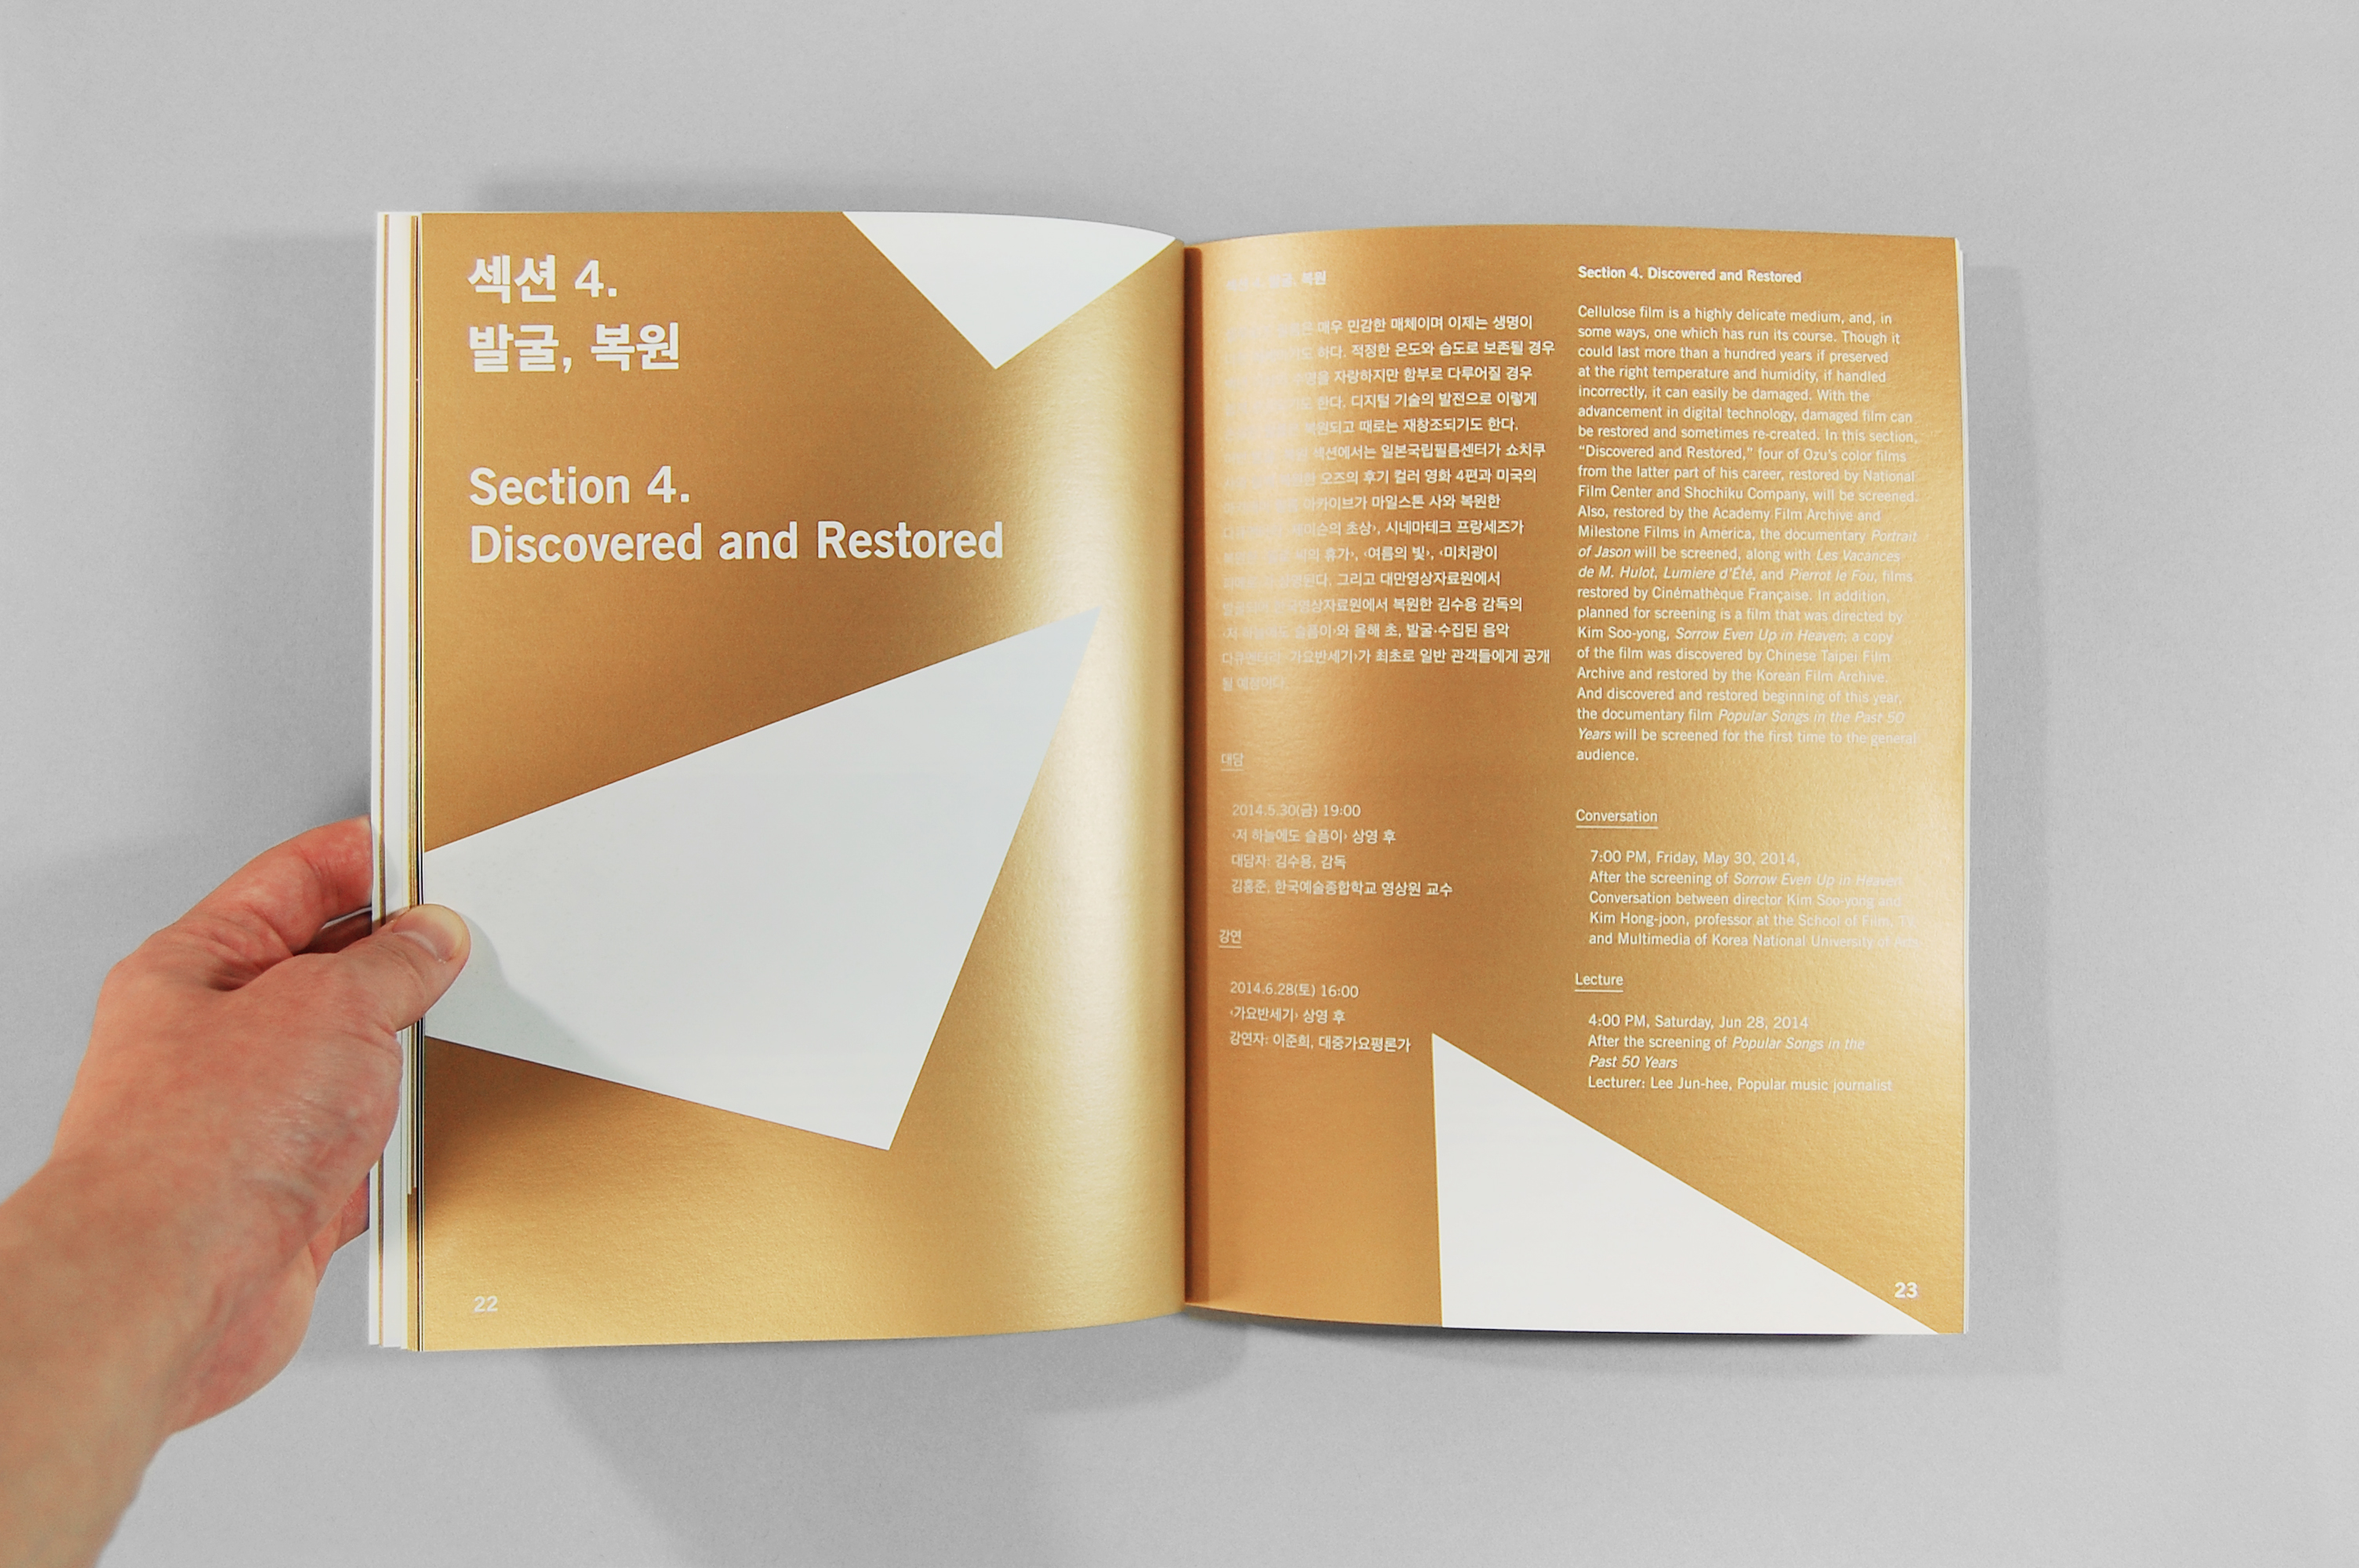 섹션 4.
발굴, 복원
Section 4.
Discovered and Restored
22
발굴, 복원
매우 민감한 매체이며 이제는 생명이
하다. 적정한 온도와 습도로 보존될 경우
자랑하지만 함부로 다루어질 경우
한다. 디지털 기술의 발전으로 이렇게
복원되고 때로는 재창조되기도 한다.
섹션에서는 일본국립필름센터가 쇼치쿠
오즈의 후기 컬러 영화 4편과 미국의
아카이브가 마일스톤 사와 복원한
제이슨의 초상›, 시네마테크 프랑세즈가
휴가›, ‹여름의 빛›, ‹미치광이
그리고 대만영상자료원에서
한국영상자료원에서 복원한 김수용 감독의
‹저 하늘에도 슬픔이›와 올해 초, 발굴·수집된 음악
다큐멘터리 ‹가요반세기›가 최초로 일반 관객들에게 공개
될 예정이다.
대담
2014.5.30(금) 19:00
‹저 하늘에도 슬픔이› 상영 후
대담자: 김수용, 감독
김홍준, 한국예술종합학교 영상원 교수
강연
2014.6.28(토) 16:00
‹가요반세기› 상영 후
강연자: 이준희, 대중가요평론가
Section 4. Discovered and Restored
Cellulose film is a highly delicate medium, and, in
some ways, one which has run its course. Though it
could last more than a hundred years if preserved
at the right temperature and humidity, if handled
incorrectly, it can easily be damaged. With the
advancement in digital technology, damaged film can
be restored and sometimes re-created. In this section,
“Discovered and Restored,” four of Ozu’s color films
from the latter part of his career, restored by National
Film Center and Shochiku Company, will be screened.
Also, restored by the Academy Film Archive and
Milestone Films in America, the documentary Portrait
of Jason will be screened, along with Les Vacances
de M. Hulot, Lumiere d’Été, and Pierrot le Fou, films
restored by Cinémathèque Française. In addition,
planned for screening is a film that was directed by
Kim Soo-yong, Sorrow Even Up in Heaven; a copy
of the film was discovered by Chinese Taipei Film
Archive and restored by the Korean Film Archive.
And discovered and restored beginning of this year,
the documentary film Popular Songs in the Past 50
Years will be screened for the first time to the general
audience.
Conversation
7:00 PM, Friday, May 30, 2014,
After the screening of Sorrow Even Up in Heaven,
Conversation between director Kim Soo-yong and
Kim Hong-joon, professor at the School of Film, TV
and Multimedia of Korea National University of Arts
Lecture
4:00 PM, Saturday, Jun 28, 2014
After the screening of Popular Songs in the
Past 50 Years
Lecturer: Lee Jun-hee, Popular music journalist
23